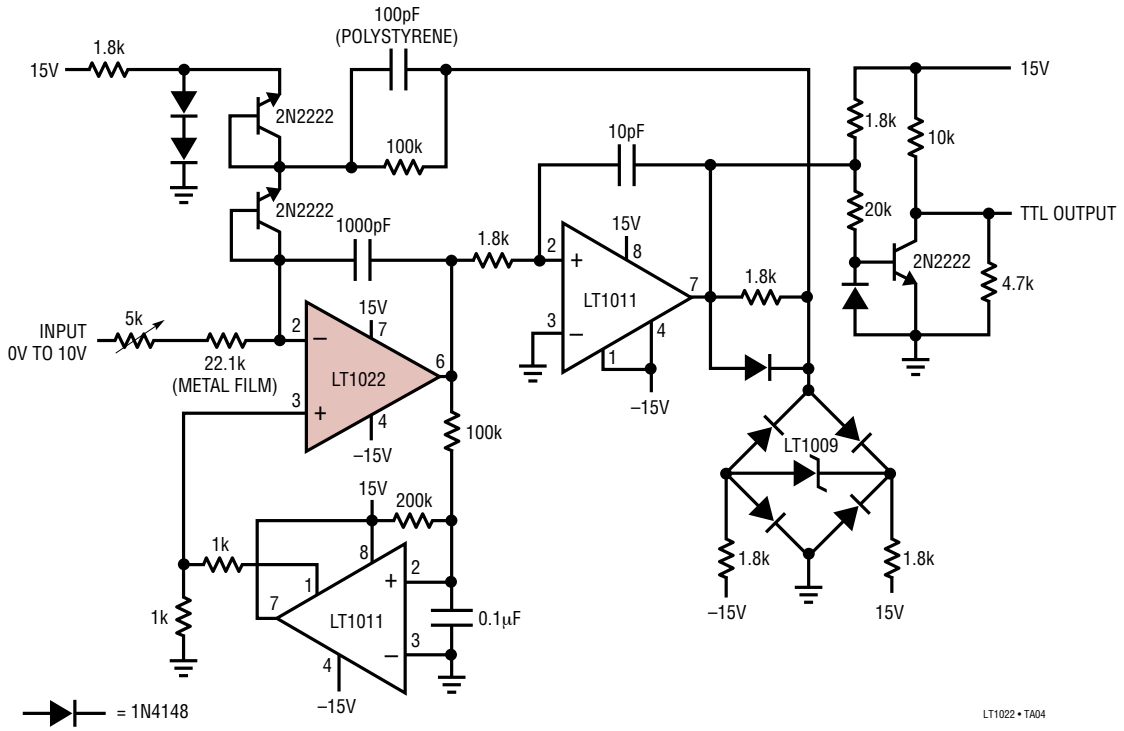 100pF
(POLYSTYRENE)
1.8k
15V
2N2222
100k
2N2222
1000pF
1.8k
10pF
15V
1.8k
10k
20k
TTL OUTPUT
2N2222
4.7k
15V
8
2
+
LT1011
7
1.8k
3
−
4
1
−15V
INPUT
0V TO 10V
5k
22.1k
(METAL FILM)
15V
7
2
−
6
LT1022
3
+
4
−15V
100k
LT1009
1.8k
−15V
1.8k
15V
15V
200k
1k
8
1
2
+
7
LT1011
1k
0.1µF
3
−
4
−15V
= 1N4148
LT1022 • TA04